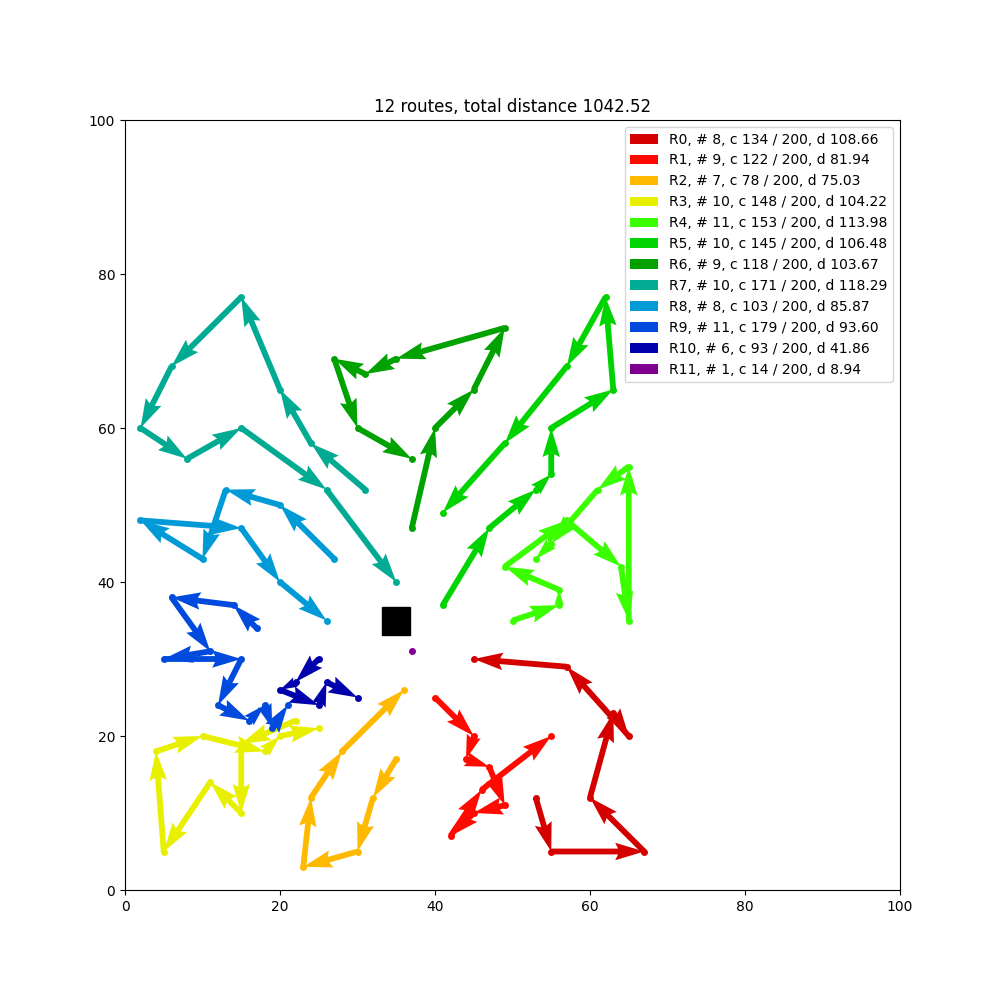 12 routes, total distance 1042.52
100
80
60
40
20
0
0
20
40
60
80
100
R0, # 8, c 134 / 200, d 108.66
R1, # 9, c 122 / 200, d 81.94
R2, # 7, c 78 / 200, d 75.03
R3, # 10, c 148 / 200, d 104.22
R4, # 11, c 153 / 200, d 113.98
R5, # 10, c 145 / 200, d 106.48
R6, # 9, c 118 / 200, d 103.67
R7, # 10, c 171 / 200, d 118.29
R8, # 8, c 103 / 200, d 85.87
R9, # 11, c 179 / 200, d 93.60
R10, # 6, c 93 / 200, d 41.86
R11, # 1, c 14 / 200, d 8.94